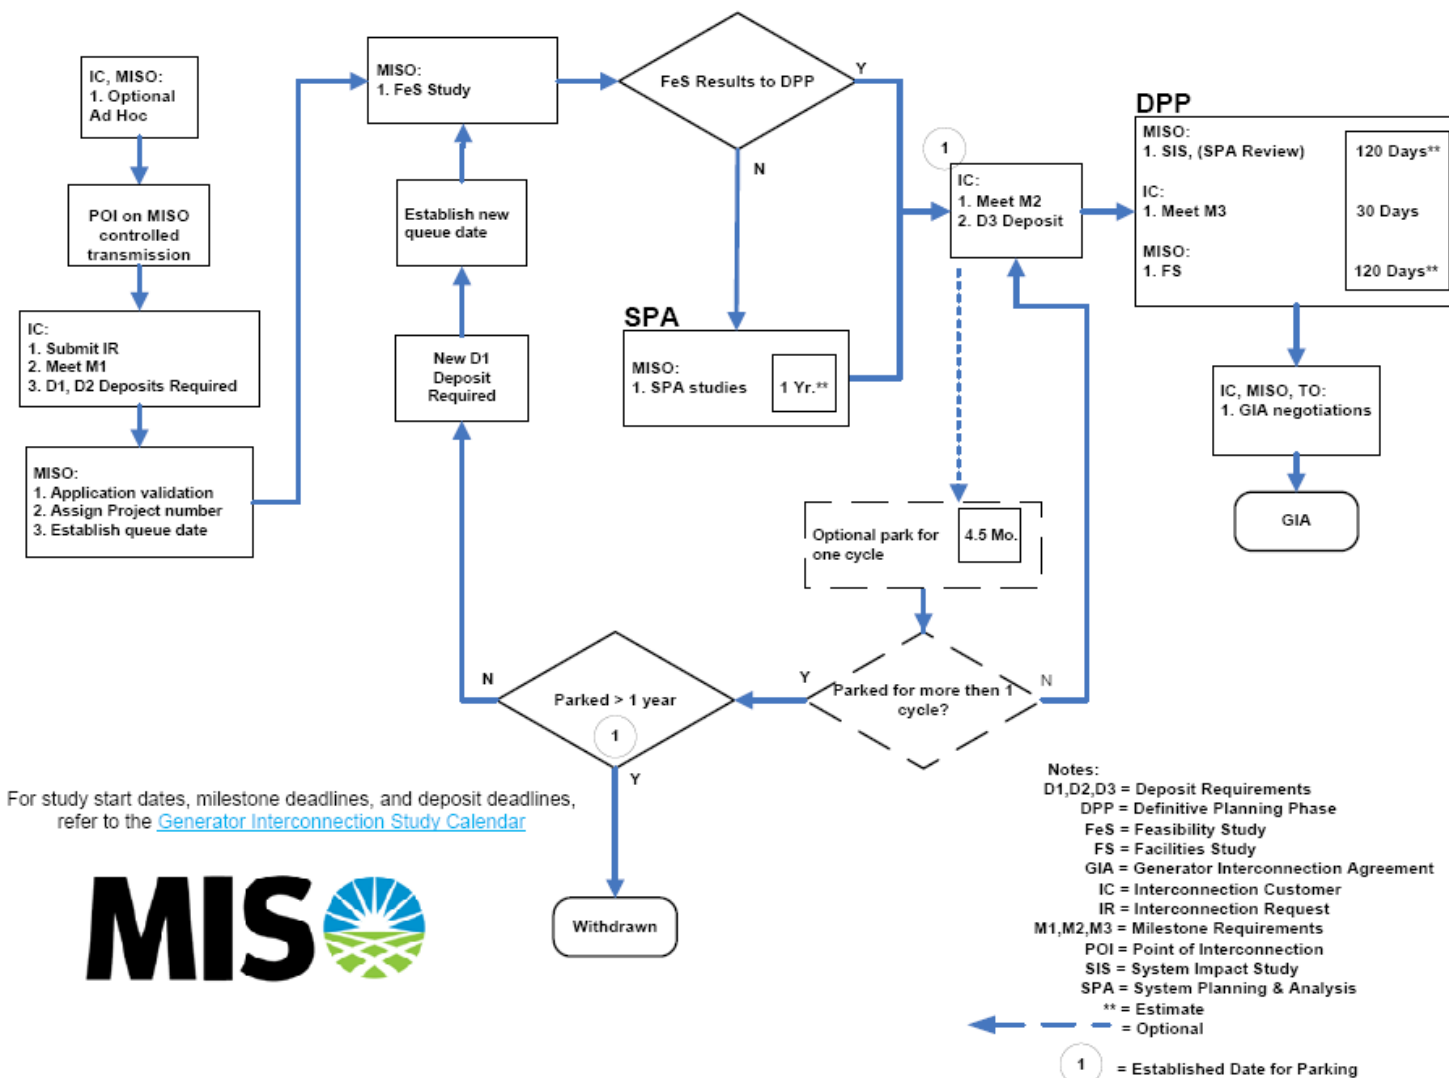 IC, MISO:
1. Optional
Ad Hoc
POI on MISO
controlled
transmission
IC:
1. Submit IR
2. Meet M1
3. D1, D2 Deposits Required
MISO:
1. Application validation
2. Assign Project number
3. Establish queue date
MISO:
1. FeS Study
Establish new
queue date
New D1
Deposit
Required
FeS Results to DPP
Y
N
SPA
MISO:
1. SPA studies
1 Yr.**
1
IC:
1. Meet M2
2. D3 Deposit
DPP
MISO:
1. SIS, (SPA Review)
120 Days**
IC:
1. Meet M3
30 Days
MISO:
1. FS
120 Days**
IC, MISO, TO:
1. GIA negotiations
GIA
Optional park for
one cycle
4.5 Mo.
Parked for more then 1
cycle?
Y
N
Parked > 1 year
1
N
Y
Withdrawn
For study start dates, milestone deadlines, and deposit deadlines,
refer to the Generator Interconnection Study Calendar
MISO
Notes:
D1,D2,D3 = Deposit Requirements
DPP = Definitive Planning Phase
FeS = Feasibility Study
FS = Facilities Study
GIA = Generator Interconnection Agreement
IC = Interconnection Customer
IR = Interconnection Request
M1,M2,M3 = Milestone Requirements
POI = Point of Interconnection
SIS = System Impact Study
SPA = System Planning & Analysis
** = Estimate
= Optional
1 = Established Date for Parking